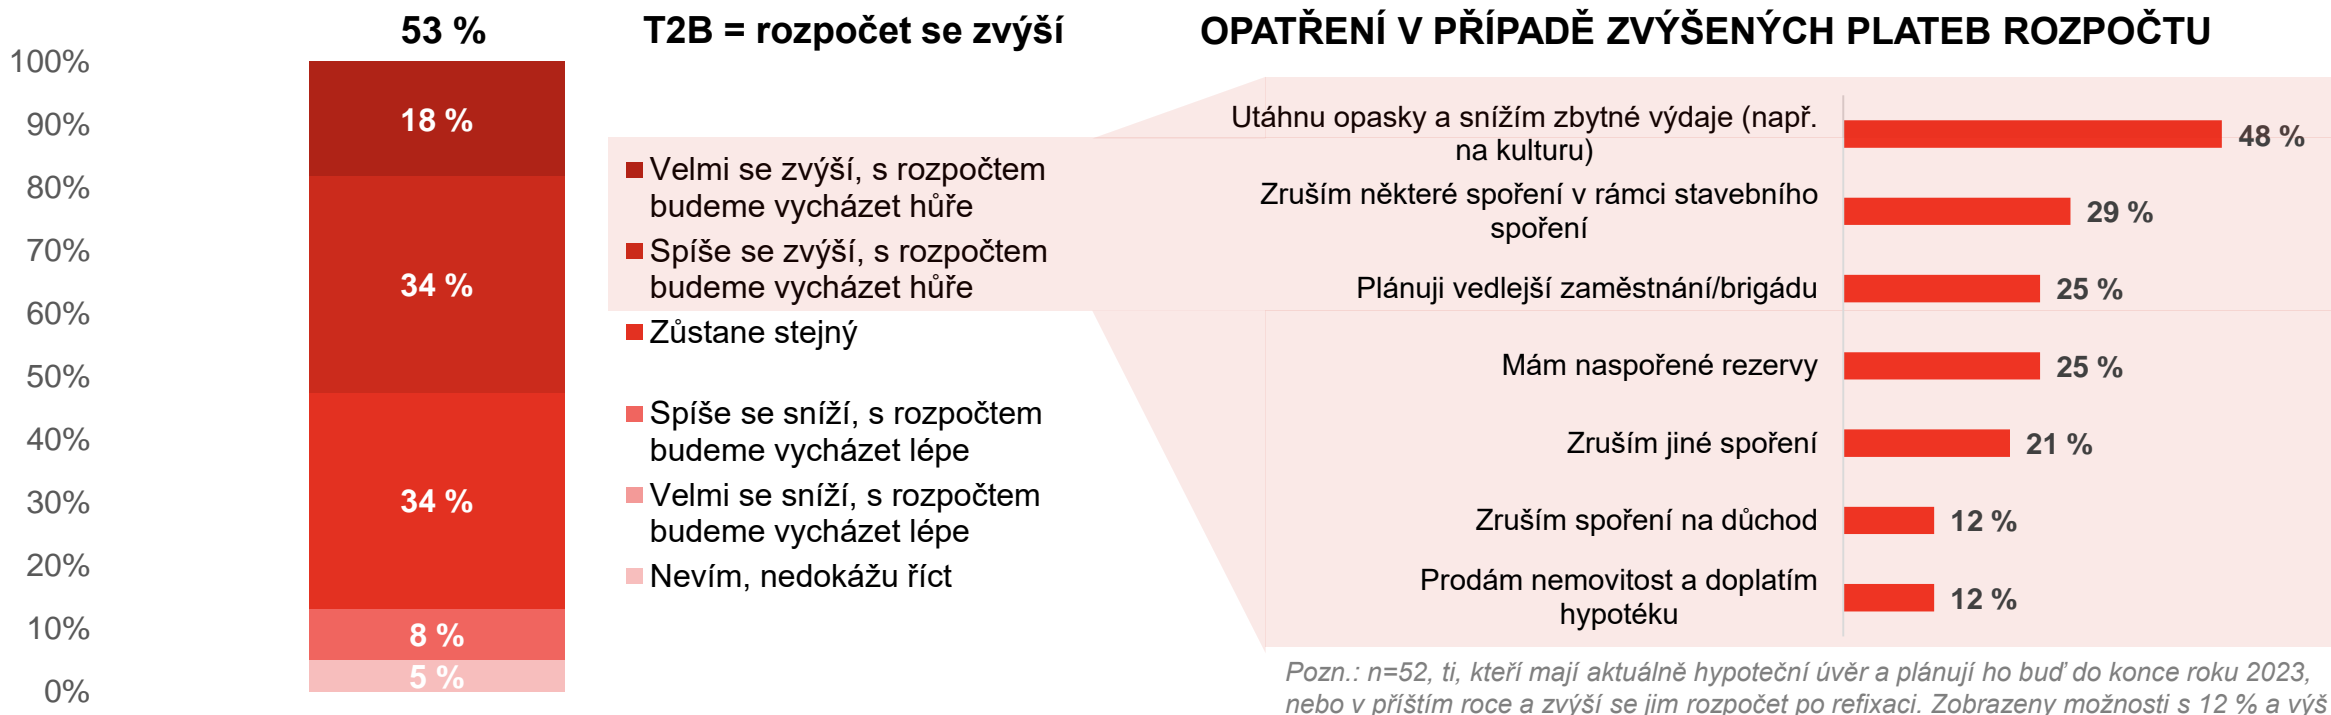 53 %
T2B = rozpočet se zvýší
OPATŘENÍ V PŘÍPADĚ ZVÝŠENÝCH PLATEB ROZPOČTU
100%
90%
80%
70%
60%
50%
40%
30%
20%
10%
0%
18 %
34 %
34 %
8 %
5 %
Velmi se zvýší, s rozpočtem
budeme vycházet hůře
Spíše se zvýší, s rozpočtem
budeme vycházet hůře
Zůstane stejný
Spíše se sníží, s rozpočtem
budeme vycházet lépe
Velmi se sníží, s rozpočtem
budeme vycházet lépe
Nevím, nedokážu říct
Utáhnu opasky a snížím zbytné výdaje (např.
na kulturu)
48 %
Zruším některé spoření v rámci stavebního
spoření
29 %
Plánuji vedlejší zaměstnání/brigádu
25 %
Mám naspořené rezervy
25 %
Zruším jiné spoření
21 %
Zruším spoření na důchod
12 %
Prodám nemovitost a doplatím
hypotéku
12 %
Pozn.: n=52, ti, kteří mají aktuálně hypoteční úvěr a plánují ho buď do konce roku 2023,
nebo v příštím roce a zvýší se jim rozpočet po refixaci. Zobrazeny možnosti s 12 % a výš